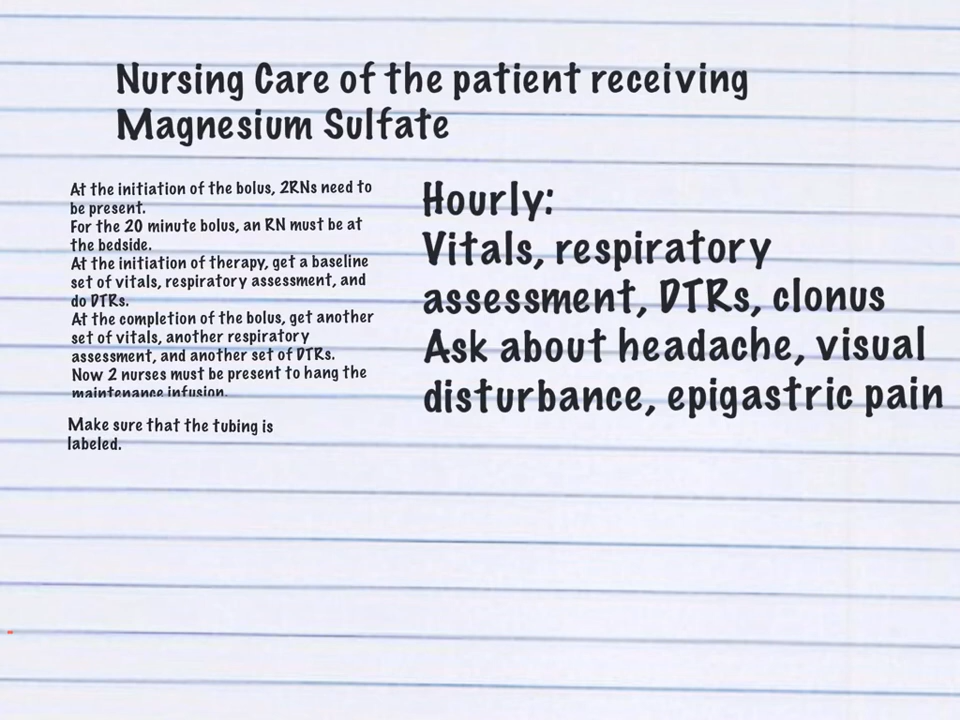 Nursing Care of the patient receiving
Magnesium Sulfate
At the initiation of the bolus, 2RNs need to
be present.
For the 20 minute bolus, an RN must be at
the bedside.
At the initiation of therapy, get a baseline
set of vitals, respiratory assessment, and
do DTRs.
At the completion of the bolus, get another
set of vitals, another respiratory
assessment, and another set of DTRs.
Now 2 nurses must be present to hang the
maintenance infusion.
Make sure that the tubing is
labeled.
Hourly:
Vitals, respiratory
assessment, DTRs, clonus
Ask about headache, visual
disturbance, epigastric pain